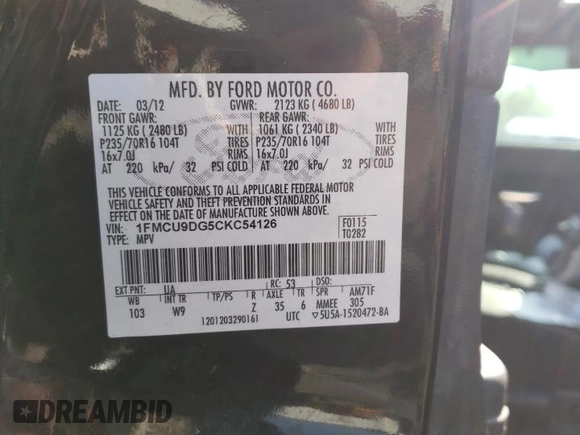 MFD. BY FORD MOTOR CO.
DATE: 03/12 GVWR: 2123 KG ( 4680 LB)
FRONT GAWR: REAR GAWR:
1125 KG ( 2480 LB) WITH 1061 KG ( 2340 LB) WITH
P235/70R16 104T TIRES P235/70R16 104T TIRES
16x7.0J RIMS 16x7.0J RIMS
AT 220 kPa/ 32 PSI COLD AT 220 kPa/ 32 PSI COLD
THIS VEHICLE CONFORMS TO ALL APPLICABLE FEDERAL MOTOR
VEHICLE SAFETY AND THEFT PREVENTION STANDARDS IN EFFECT
ON THE DATE OF MANUFACTURE SHOWN ABOVE.
VIN: 1FMCU9DG5CKC54126 F0115
TYPE: MPV T0282
EXT PNT: UA RC: 53 DSO:
WB INT TR TP/PS R AXLE TR SPR AM71F
103 W9 Z 35 6 MMEE 305
1201203290161 UTC ▽5U5A-1520472-BA
DREAMBID